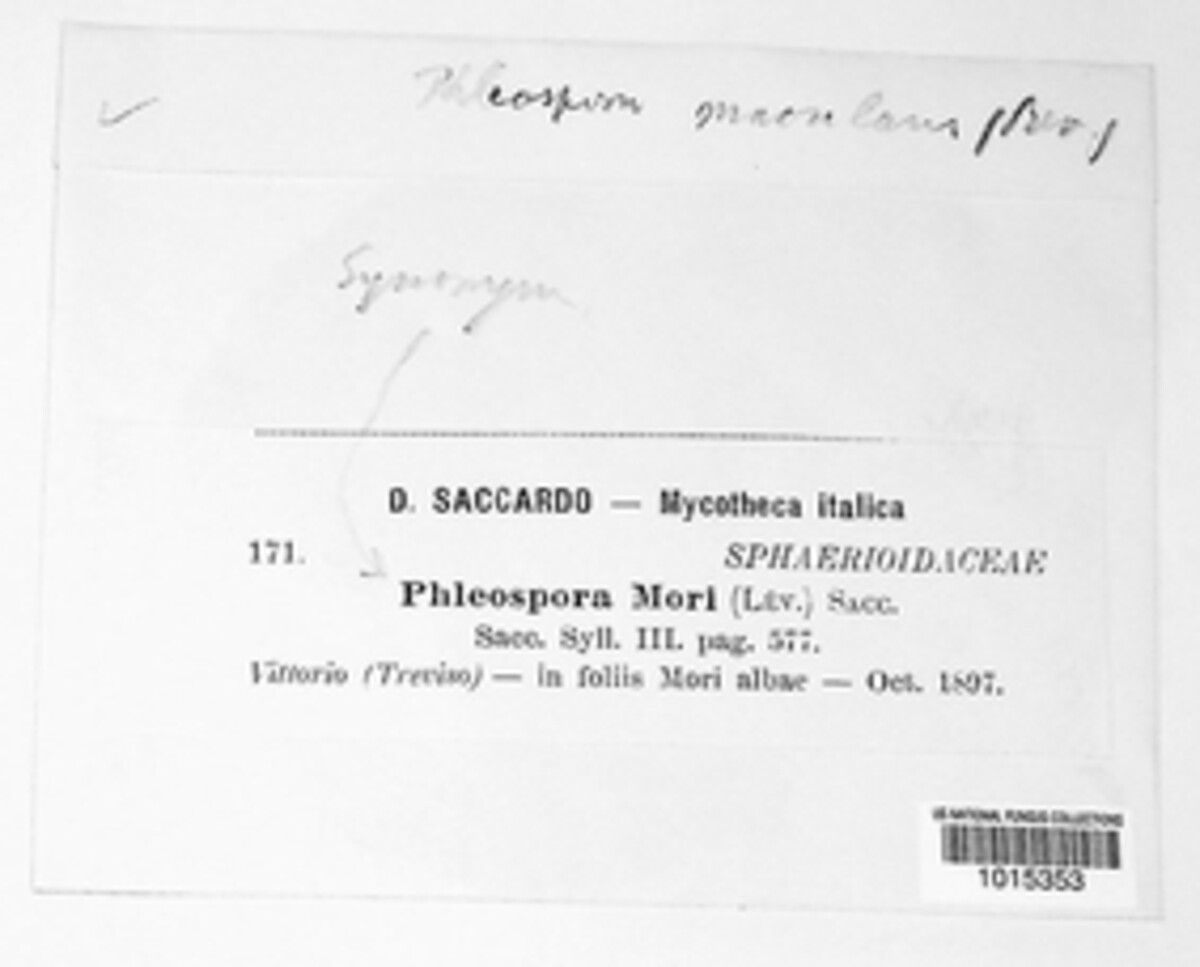 ✓ Phleospora maculans (Bev.)
Synonym
D. SACCARDO — Mycotheca italica
171. SPHAERIOIDACEAE
Phleospora Mori (Lév.) Sacc.
Sacc. Syll. III. pag. 577.
Vittorio (Treviso) — in foliis Mori albae — Oct. 1897.
US NATIONAL FUNGUS COLLECTIONS
1015353